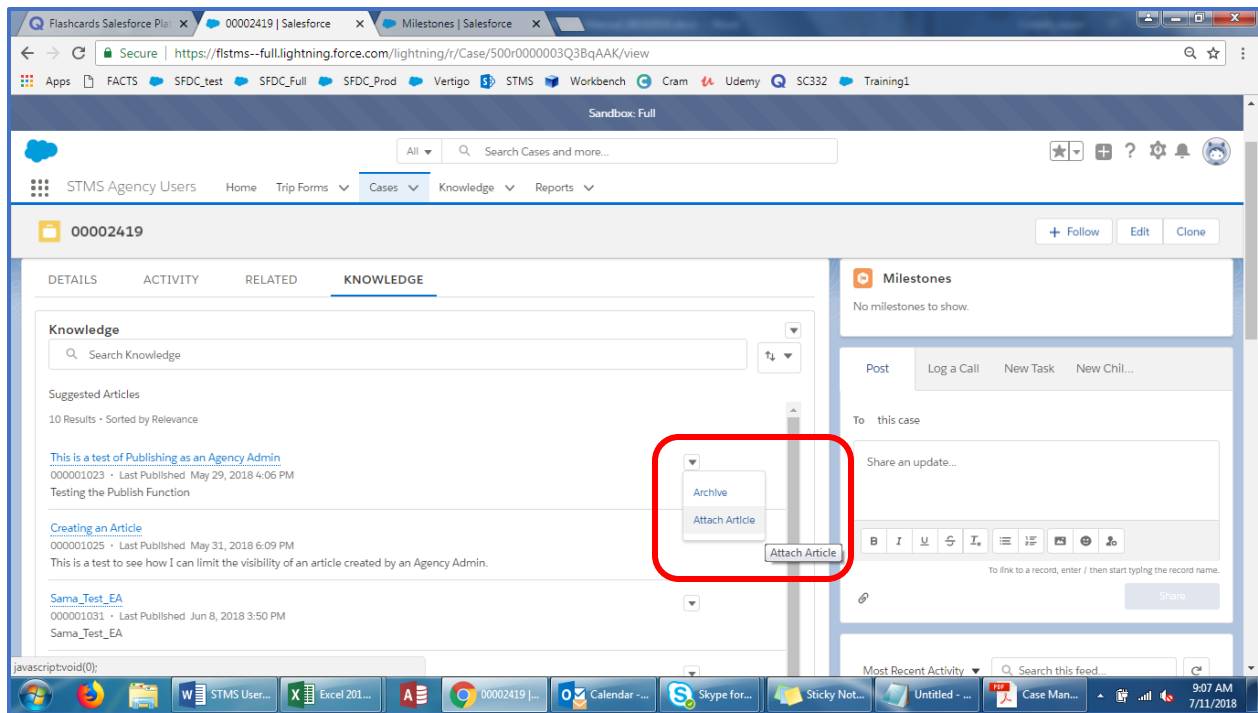 Flashcards Salesforce Pla
00002419 | Salesforce
Milestones | Salesforce
Secure | https://flstms--full.lightning.force.com/lightning/r/Case/500r0000003Q3BqAAK/view
Apps FACTS SFDC_test SFDC_Full SFDC_Prod Vertigo STMS Workbench Cram Udemy SC332 Training1
Sandbox: Full
All Search Cases and more...
STMS Agency Users Home Trip Forms Cases Knowledge Reports
00002419
+ Follow Edit Clone
DETAILS ACTIVITY RELATED KNOWLEDGE
Knowledge
Search Knowledge
Suggested Articles
10 Results • Sorted by Relevance
This is a test of Publishing as an Agency Admin
000001023 • Last Published May 29, 2018 4:06 PM
Testing the Publish Function
Archive
Attach Article
Attach Article
Creating an Article
000001025 • Last Published May 31, 2018 6:09 PM
This is a test to see how I can limit the visibility of an article created by an Agency Admin.
Sama_Test_EA
000001031 • Last Published Jun 8, 2018 3:50 PM
Sama_Test_EA
Milestones
No milestones to show.
Post Log a Call New Task New Chil...
To this case
Share an update...
B I U S
To link to a record, enter / then start typing the record name.
Share
Most Recent Activity Search this feed...
javascript:void(0);
STMS User... Excel 201... 00002419 |... Calendar -... Skype for... Sticky Not... Untitled - ... Case Man...
9:07 AM
7/11/2018